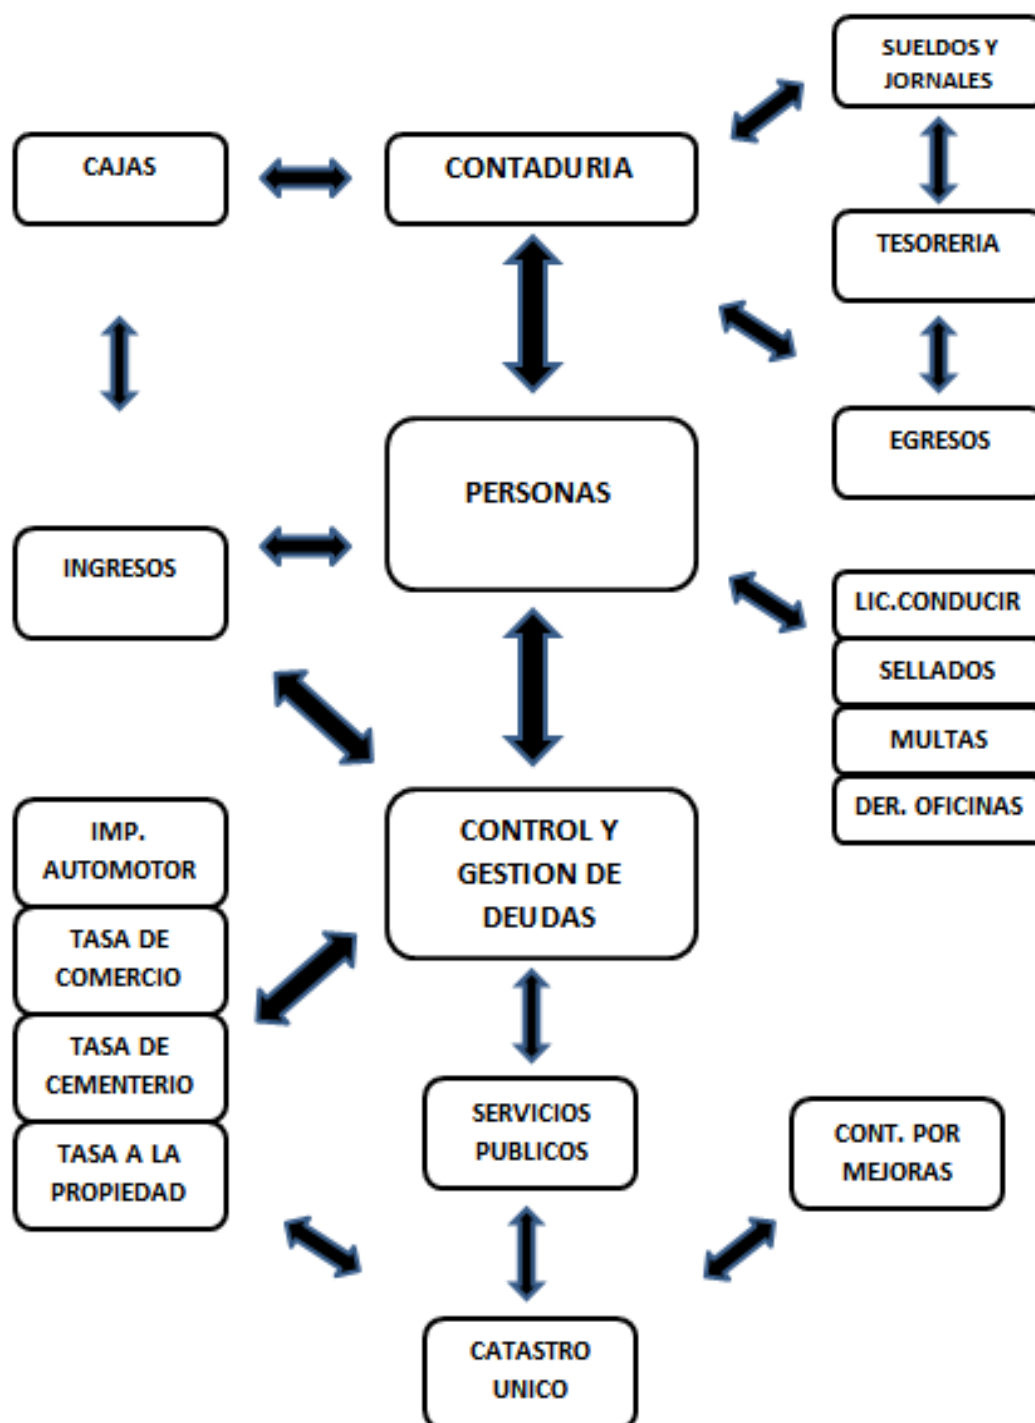 SUELDOS Y
JORNALES
CAJAS
CONTADURIA
TESORERIA
EGRESOS
PERSONAS
INGRESOS
LIC.CONDUCIR
SELLADOS
MULTAS
DER. OFICINAS
IMP.
AUTOMOTOR
TASA DE
COMERCIO
TASA DE
CEMENTERIO
TASA A LA
PROPIEDAD
CONTROL Y
GESTION DE
DEUDAS
SERVICIOS
PUBLICOS
CONT. POR
MEJORAS
CATASTRO
UNICO